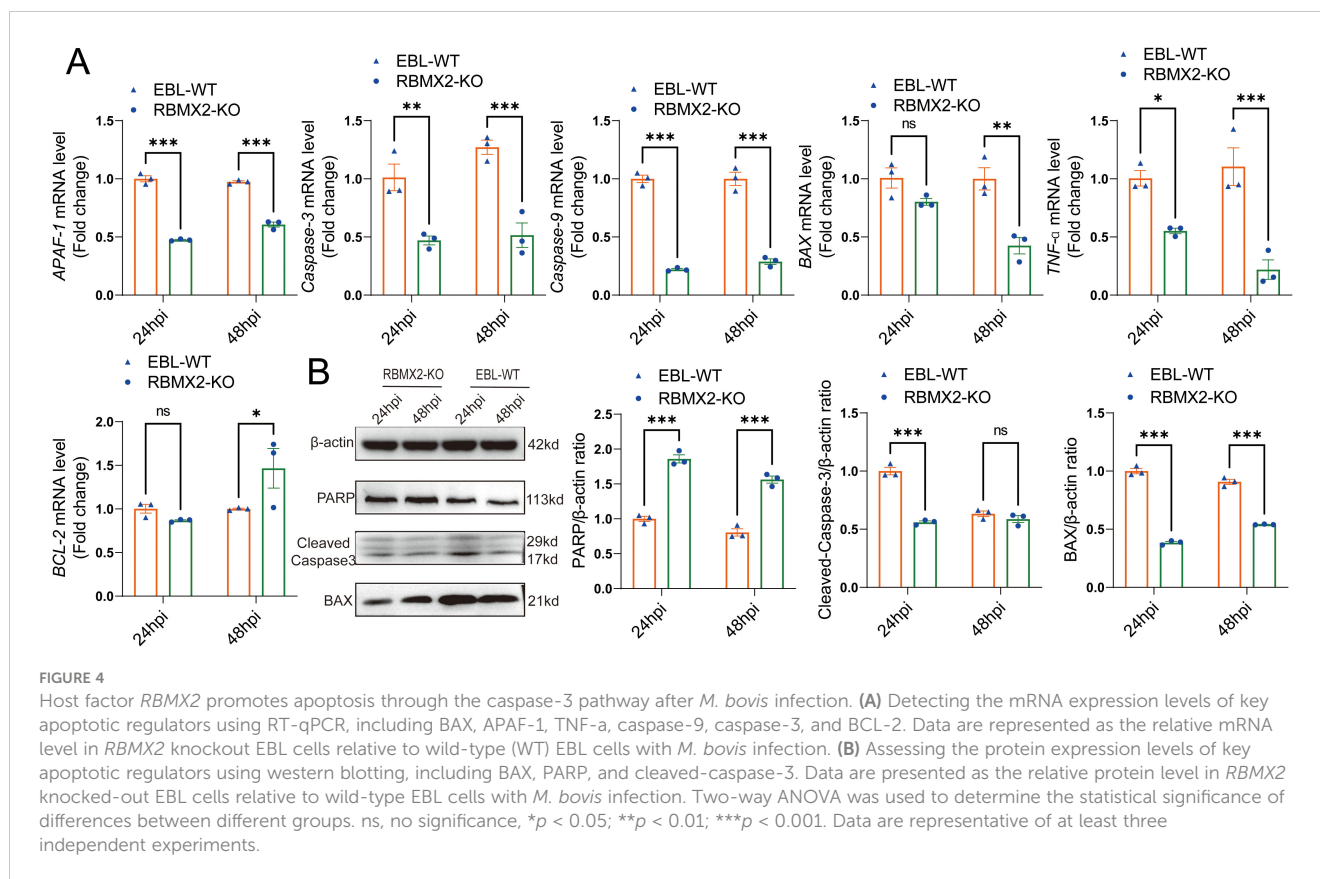 A
EBL-WT
RBMX2-KO
***
***
1.5
1.0
0.5
0.0
APAF-1 mRNA level
(Fold change)
24hpi
48hpi
EBL-WT
RBMX2-KO
**
***
1.5
1.0
0.5
0.0
Caspase-3 mRNA level
(Fold change)
24hpi
48hpi
EBL-WT
RBMX2-KO
***
***
1.5
1.0
0.5
0.0
Caspase-9 mRNA level
(Fold change)
24hpi
48hpi
EBL-WT
RBMX2-KO
ns
**
1.5
1.0
0.5
0.0
BAX mRNA level
(Fold change)
24hpi
48hpi
EBL-WT
RBMX2-KO
*
***
1.5
1.0
0.5
0.0
TNF-α mRNA level
(Fold change)
24hpi
48hpi
EBL-WT
RBMX2-KO
ns
*
2.0
1.5
1.0
0.5
0.0
BCL-2 mRNA level
(Fold change)
24hpi
48hpi
B
RBMX2-KO EBL-WT
24hpi 48hpi 24hpi 48hpi
β-actin 42kd
PARP 113kd
Cleaved 29kd
Caspase3 17kd
BAX 21kd
EBL-WT
RBMX2-KO
***
***
2.5
2.0
1.5
1.0
0.5
0.0
PARP/β-actin ratio
24hpi
48hpi
EBL-WT
RBMX2-KO
***
ns
1.5
1.0
0.5
0.0
Cleaved-Caspase-3/β-actin ratio
24hpi
48hpi
EBL-WT
RBMX2-KO
***
***
1.5
1.0
0.5
0.0
BAX/β-actin ratio
24hpi
48hpi
FIGURE 4
Host factor RBMX2 promotes apoptosis through the caspase-3 pathway after M. bovis infection. (A) Detecting the mRNA expression levels of key
apoptotic regulators using RT-qPCR, including BAX, APAF-1, TNF-a, caspase-9, caspase-3, and BCL-2. Data are represented as the relative mRNA
level in RBMX2 knockout EBL cells relative to wild-type (WT) EBL cells with M. bovis infection. (B) Assessing the protein expression levels of key
apoptotic regulators using western blotting, including BAX, PARP, and cleaved-caspase-3. Data are presented as the relative protein level in RBMX2
knocked-out EBL cells relative to wild-type EBL cells with M. bovis infection. Two-way ANOVA was used to determine the statistical significance of
differences between different groups. ns, no significance, *p < 0.05; **p < 0.01; ***p < 0.001. Data are representative of at least three
independent experiments.